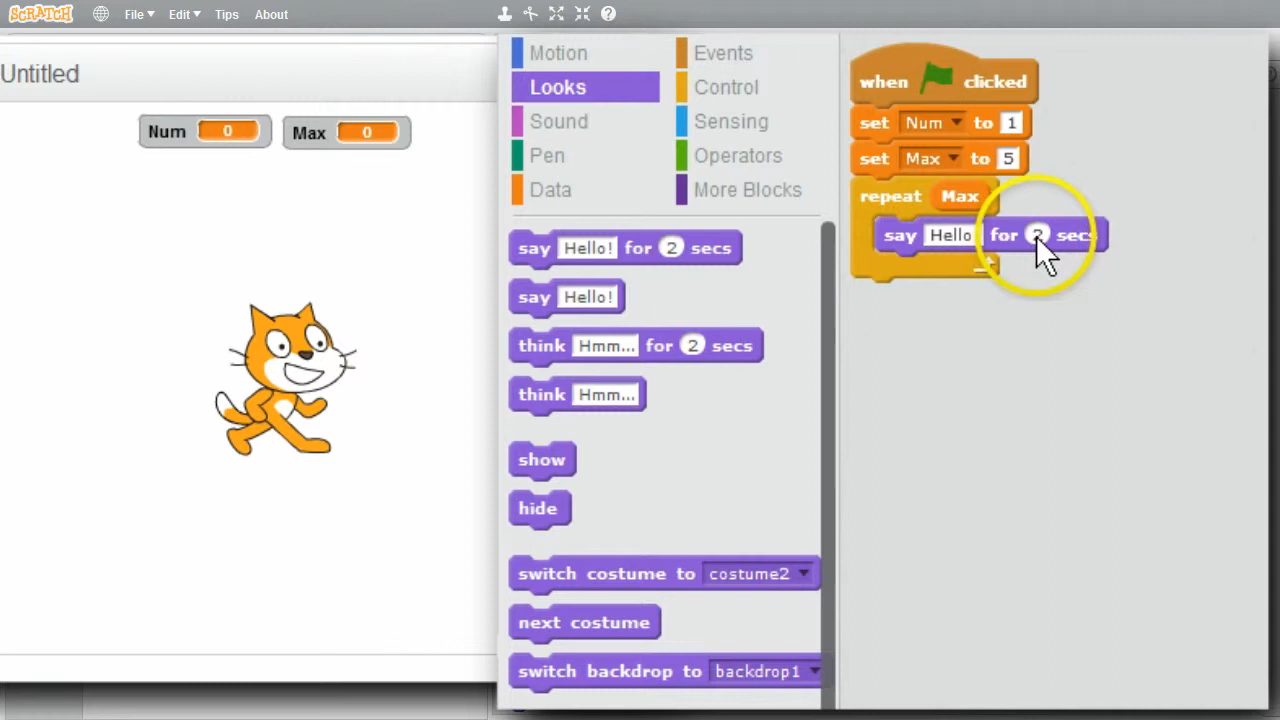 SCRATCH File Edit Tips About
Untitled
Num 0 Max 0
Motion
Looks
Sound
Pen
Data
Events
Control
Sensing
Operators
More Blocks
say Hello! for 2 secs
say Hello!
think Hmm... for 2 secs
think Hmm...
show
hide
switch costume to costume2
next costume
switch backdrop to backdrop1
when clicked
set Num to 1
set Max to 5
repeat Max
say Hello for 2 secs